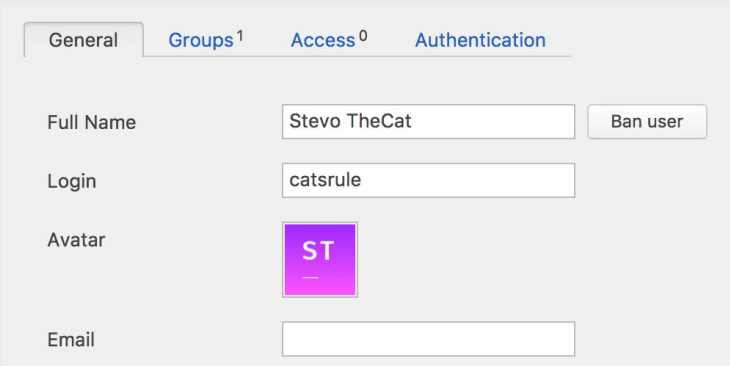 General Groups 1 Access 0 Authentication
Full Name Stevo TheCat Ban user
Login catsrule
Avatar ST
Email